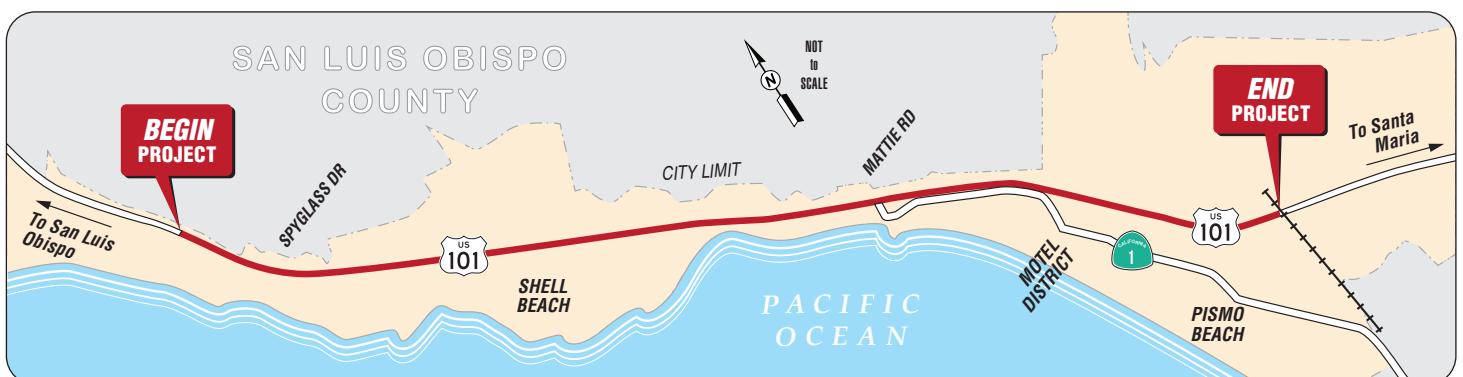 SAN LUIS OBISPO
COUNTY
N
NOT
to
SCALE
BEGIN
PROJECT
To San Luis
Obispo
SPYGLASS DR
CITY LIMIT
MATTIE RD
END
PROJECT
To Santa
Maria
US
101
US
101
SHELL
BEACH
MOTEL
DISTRICT
CALIFORNIA
1
PACIFIC
OCEAN
PISMO
BEACH